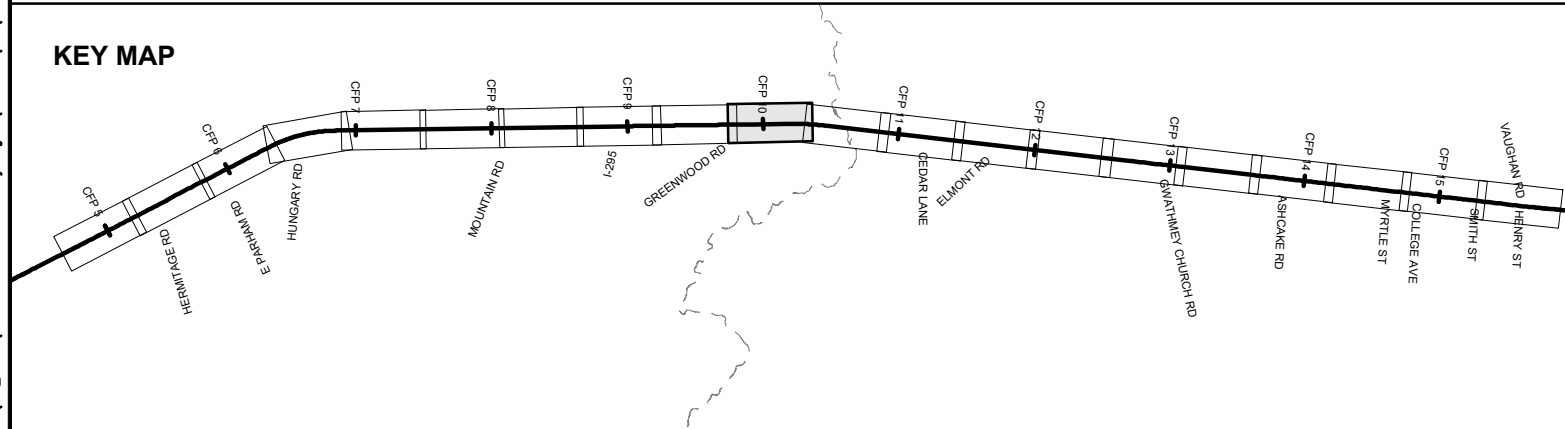 KEY MAP
CFP 5
HERMITAGE RD
CFP 6
E PARHAM RD
HUNGARY RD
CFP 7
CFP 8
MOUNTAIN RD
CFP 9
I-295
GREENWOOD RD
CFP 10
CFP 11
CEDAR LANE
ELMONT RD
CFP 12
CFP 13
GWATHMEY CHURCH RD
ASHCAKE RD
CFP 14
MYRTLE ST
COLLEGE AVE
CFP 15
SMITH ST
VAUGHAN RD
HENRY ST